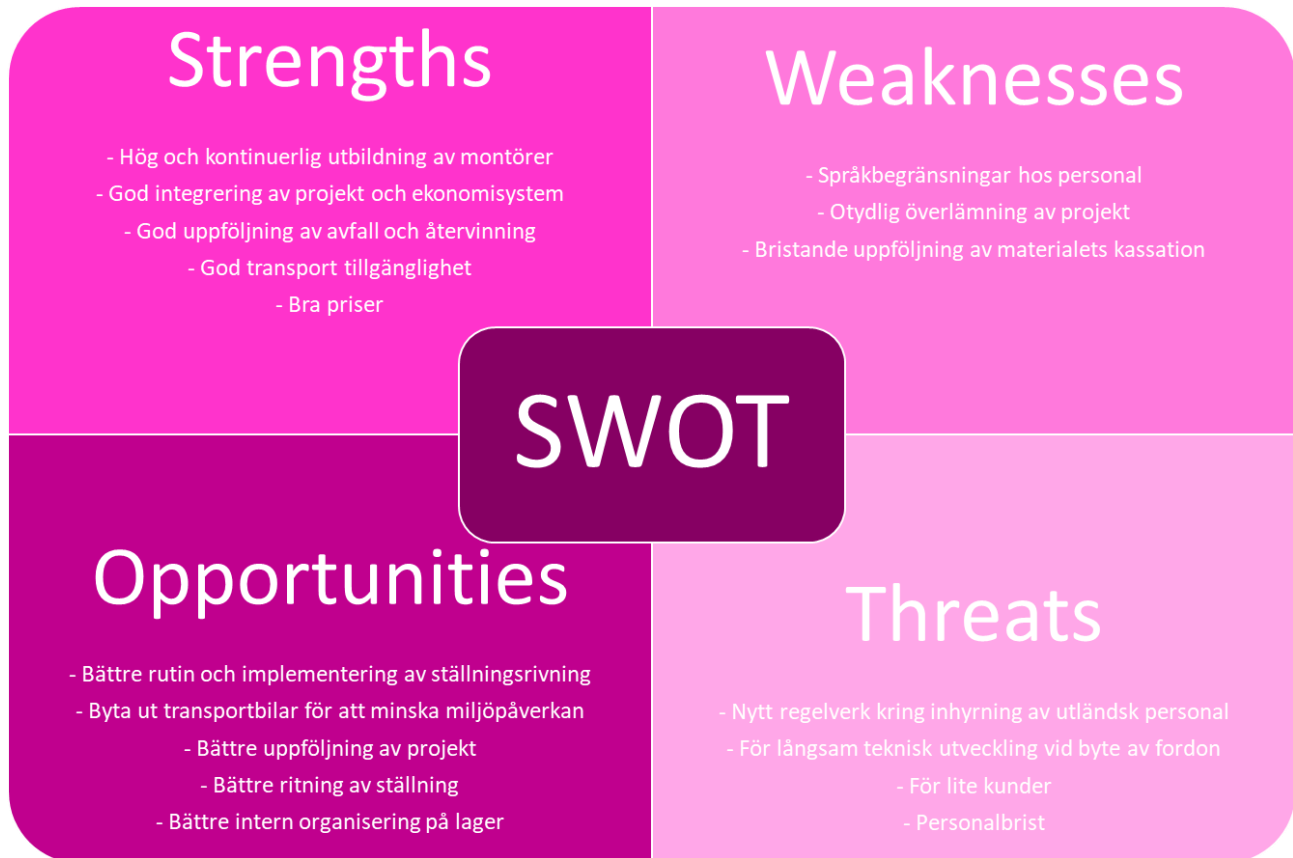 Strengths
- Hög och kontinuerlig utbildning av montörer
- God integrering av projekt och ekonomisystem
- God uppföljning av avfall och återvinning
- God transport tillgänglighet
- Bra priser
Weaknesses
- Språkbegränsningar hos personal
- Otydlig överlämning av projekt
- Bristande uppföljning av materialets kassation
SWOT
Opportunities
- Bättre rutin och implementering av ställningsrivning
- Byta ut transportbilar för att minska miljöpåverkan
- Bättre uppföljning av projekt
- Bättre ritning av ställning
- Bättre intern organisering på lager
Threats
- Nytt regelverk kring inhyrning av utländsk personal
- För långsam teknisk utveckling vid byte av fordon
- För lite kunder
- Personalbrist